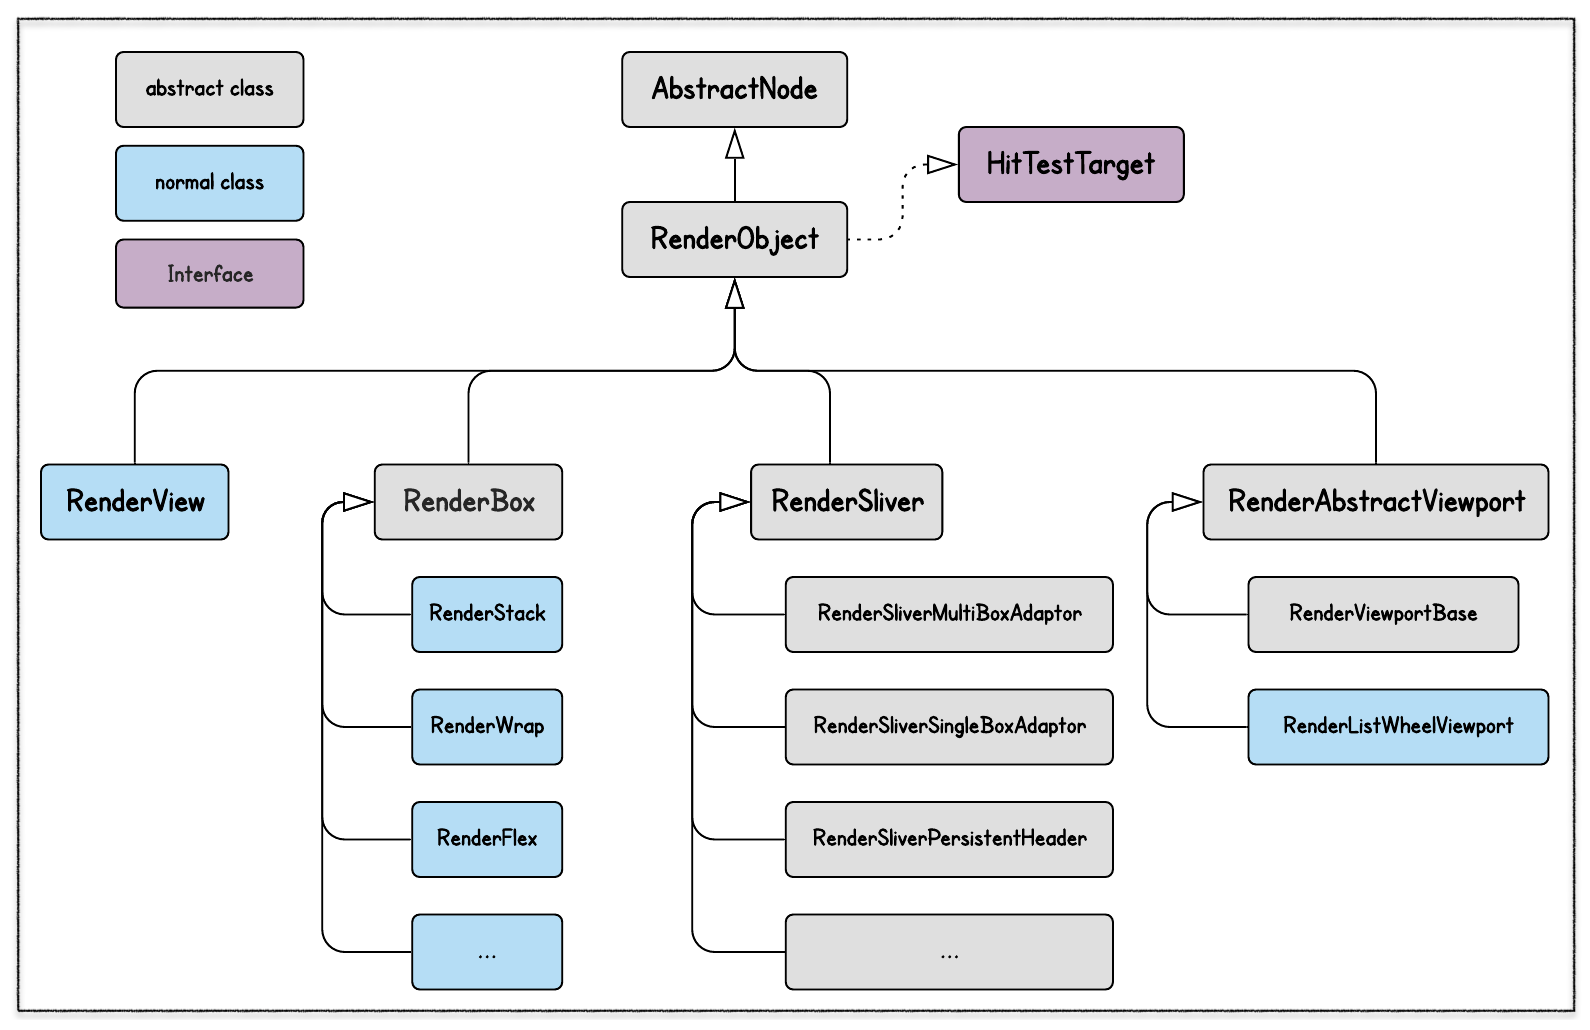 abstract class
normal class
Interface
AbstractNode
HitTestTarget
RenderObject
RenderView
RenderBox
RenderSliver
RenderAbstractViewport
RenderStack
RenderSliverMultiBoxAdaptor
RenderViewportBase
RenderWrap
RenderSliverSingleBoxAdaptor
RenderListWheelViewport
RenderFlex
RenderSliverPersistentHeader
...
...